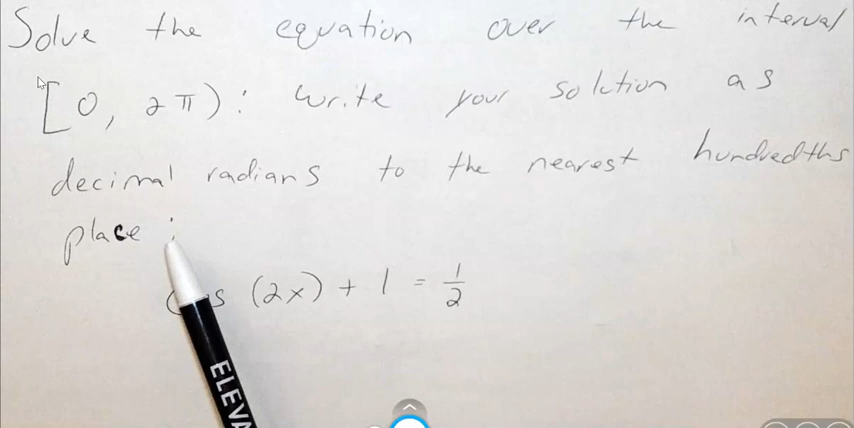 Solve the equation over the interval
[0, 2π): write your solution as
decimal radians to the nearest hundredths
place :
(2x) + 1 = 1/2